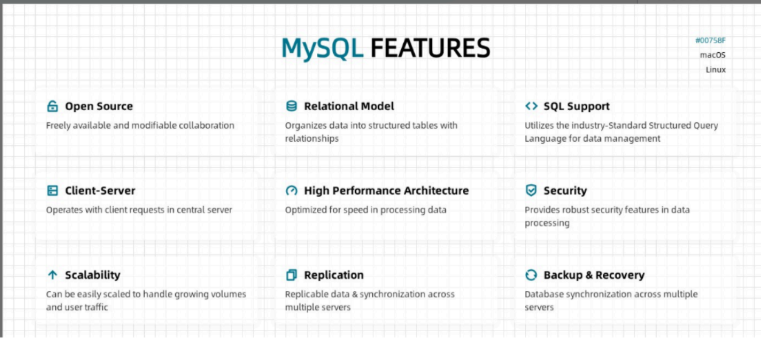 MySQL FEATURES
#00758F
macOS
Linux
Open Source
Freely available and modifiable collaboration
Relational Model
Organizes data into structured tables with
relationships
SQL Support
Utilizes the industry-Standard Structured Query
Language for data management
Client-Server
Operates with client requests in central server
High Performance Architecture
Optimized for speed in processing data
Security
Provides robust security features in data
processing
Scalability
Can be easily scaled to handle growing volumes
and user traffic
Replication
Replicable data & synchronization across
multiple servers
Backup & Recovery
Database synchronization across multiple
servers